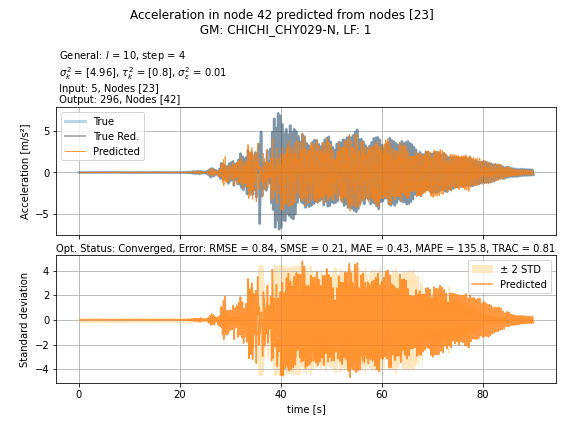 Acceleration in node 42 predicted from nodes [23]
GM: CHICHI_CHY029-N, LF: 1
General: l = 10, step = 4
σ²ₖ = [4.96], τ²ₖ = [0.8], σ²ₑ = 0.01
Input: 5, Nodes [23]
Output: 296, Nodes [42]
Acceleration [m/s²]
5
0
−5
True
True Red.
Predicted
Opt. Status: Converged, Error: RMSE = 0.84, SMSE = 0.21, MAE = 0.43, MAPE = 135.8, TRAC = 0.81
Standard deviation
4
2
0
−2
−4
± 2 STD
Predicted
0 20 40 60 80
time [s]